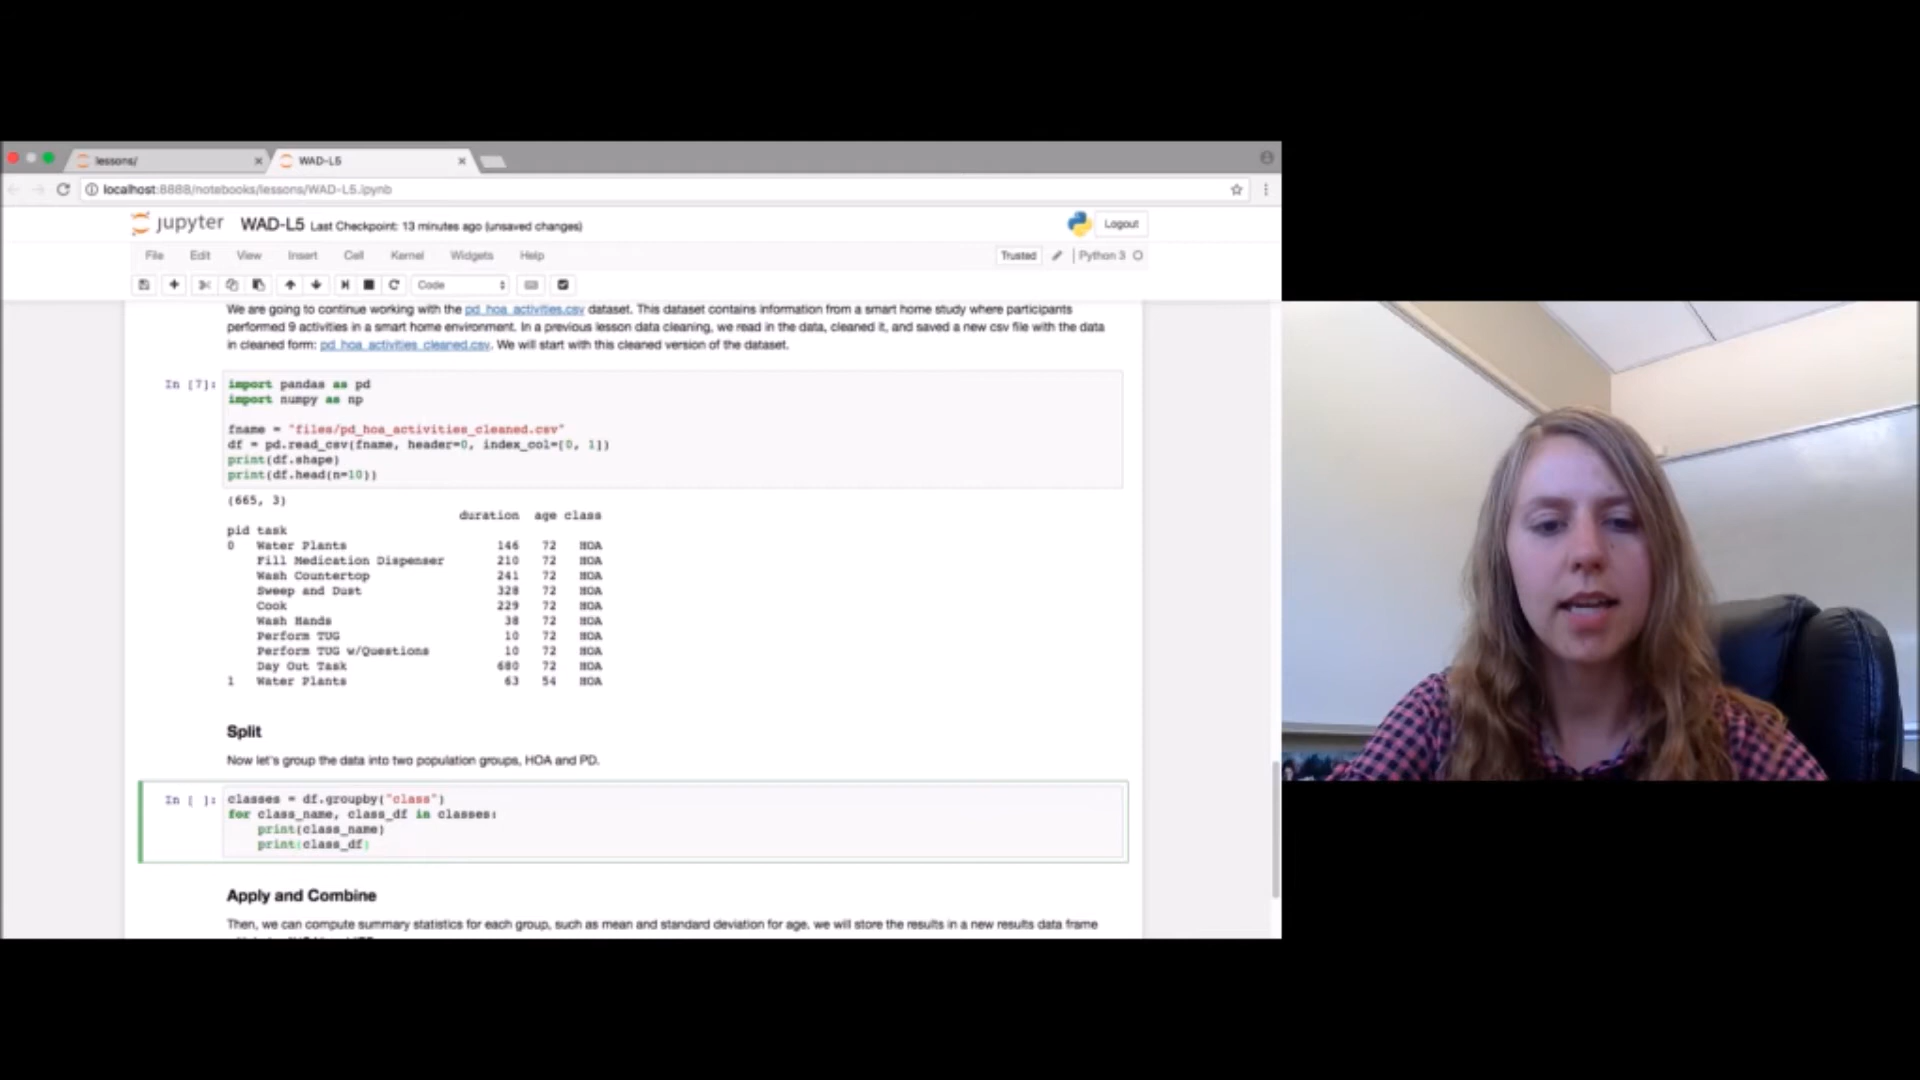 lessons/
WAD-L5
localhost:8888/notebooks/lessons/WAD-L5.ipynb
jupyter WAD-L5 Last Checkpoint: 13 minutes ago (unsaved changes)
Logout
File Edit View Insert Cell Kernel Widgets Help
Trusted Python 3
Code
We are going to continue working with the pd_hoa_activities.csv dataset. This dataset contains information from a smart home study where participants
performed 9 activities in a smart home environment. In a previous lesson data cleaning, we read in the data, cleaned it, and saved a new csv file with the data
in cleaned form: pd_hoa_activities_cleaned.csv. We will start with this cleaned version of the dataset.
In [7]: import pandas as pd
import numpy as np
fname = "files/pd_hoa_activities_cleaned.csv"
df = pd.read_csv(fname, header=0, index_col=[0, 1])
print(df.shape)
print(df.head(n=10))
(665, 3)
duration age class
pid task
0 Water Plants 146 72 HOA
Fill Medication Dispenser 210 72 HOA
Wash Countertop 241 72 HOA
Sweep and Dust 328 72 HOA
Cook 229 72 HOA
Wash Hands 38 72 HOA
Perform TUG 10 72 HOA
Perform TUG w/Questions 10 72 HOA
Day Out Task 680 72 HOA
1 Water Plants 63 54 HOA
Split
Now let's group the data into two population groups, HOA and PD.
In [ ]: classes = df.groupby("class")
for class_name, class_df in classes:
print(class_name)
print(class_df)
Apply and Combine
Then, we can compute summary statistics for each group, such as mean and standard deviation for age. we will store the results in a new results data frame